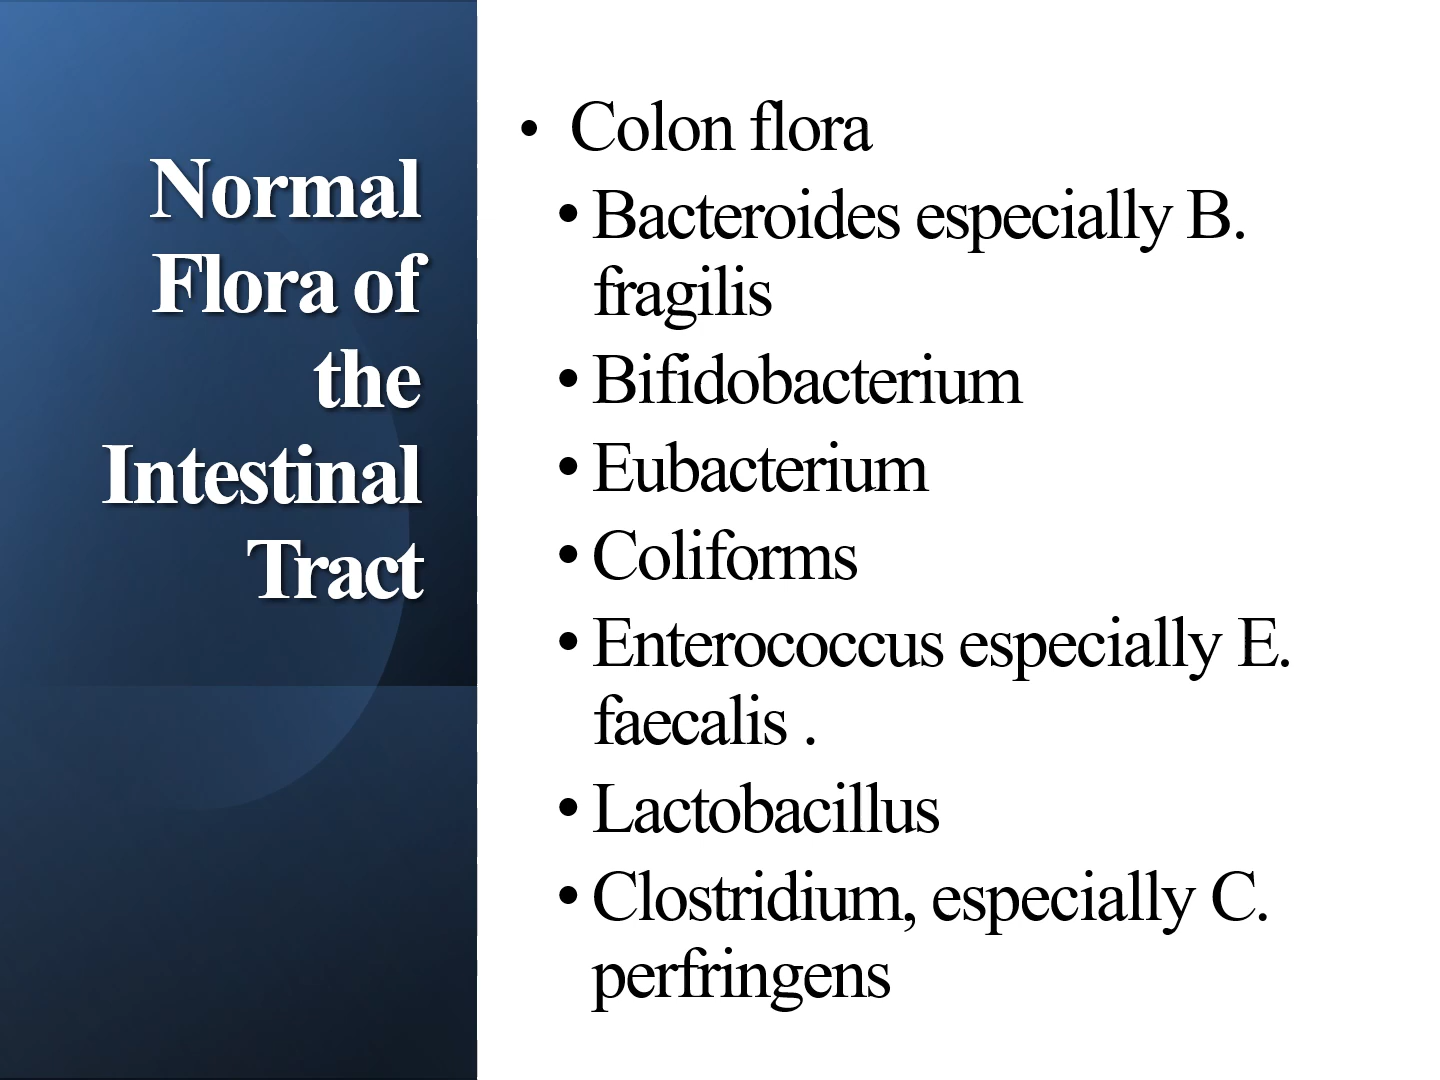 Normal
Flora of
the
Intestinal
Tract
• Colon flora
• Bacteroides especially B.
fragilis
• Bifidobacterium
• Eubacterium
• Coliforms
• Enterococcus especially E.
faecalis .
• Lactobacillus
• Clostridium, especially C.
perfringens